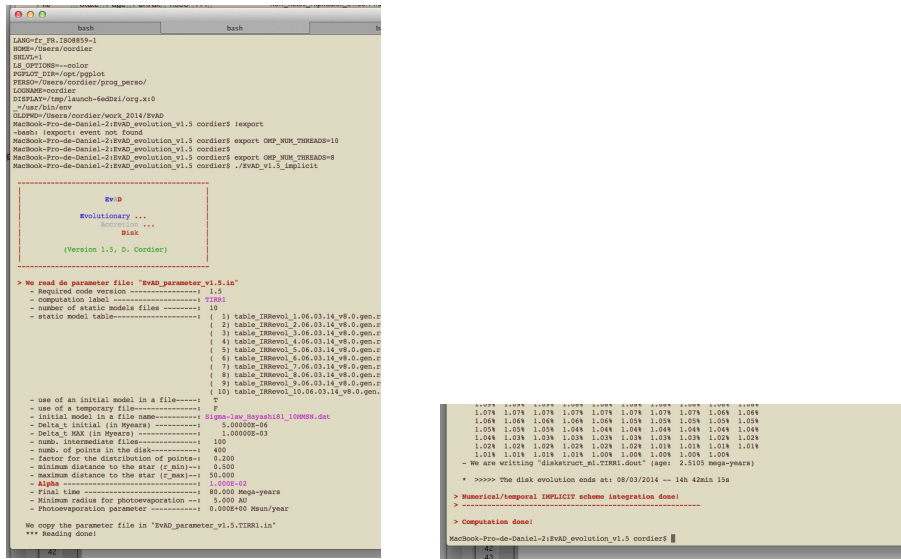 bash bash b
LANG=fr_FR.ISO8859-1
HOME=/Users/cordier
SHLVL=1
LS_OPTIONS=--color
PGPLOT_DIR=/opt/pgplot
PERSO=/Users/cordier/prog_perso/
LOGNAME=cordier
DISPLAY=/tmp/launch-6edDzi/org.x:0
_=/usr/bin/env
OLDPWD=/Users/cordier/work_2014/EvAD
MacBook-Pro-de-Daniel-2:EvAD_evolution_v1.5 cordier$ !export
-bash: !export: event not found
MacBook-Pro-de-Daniel-2:EvAD_evolution_v1.5 cordier$ export OMP_NUM_THREADS=10
MacBook-Pro-de-Daniel-2:EvAD_evolution_v1.5 cordier$
MacBook-Pro-de-Daniel-2:EvAD_evolution_v1.5 cordier$ export OMP_NUM_THREADS=8
MacBook-Pro-de-Daniel-2:EvAD_evolution_v1.5 cordier$ ./EvAD_v1.5_implicit
EvAD
Evolutionary ...
Accretion ...
Disk
(Version 1.5, D. Cordier)
> We read de parameter file: "EvAD_parameter_v1.5.in"
- Required code version ----------------: 1.5
- computation label --------------------: TIRR1
- number of static models files --------: 10
- static model table--------------------: ( 1) table_IRRevol_1.06.03.14_v8.0.gen.r
( 2) table_IRRevol_2.06.03.14_v8.0.gen.r
( 3) table_IRRevol_3.06.03.14_v8.0.gen.r
( 4) table_IRRevol_4.06.03.14_v8.0.gen.r
( 5) table_IRRevol_5.06.03.14_v8.0.gen.r
( 6) table_IRRevol_6.06.03.14_v8.0.gen.r
( 7) table_IRRevol_7.06.03.14_v8.0.gen.r
( 8) table_IRRevol_8.06.03.14_v8.0.gen.r
( 9) table_IRRevol_9.06.03.14_v8.0.gen.r
( 10) table_IRRevol_10.06.03.14_v8.0.gen.
- use of an initial model in a file-----: T
- use of a temporary file---------------: F
- initial model in a file name----------: Sigma-law_Hayashi81_10MMSN.dat
- Delta_t initial (in Myears) ----------: 5.00000E-06
- Delta_t MAX (in Myears) --------------: 1.00000E-03
- numb. intermediate files--------------: 100
- numb. of points in the disk-----------: 400
- factor for the distribution of points-: 0.200
- minimum distance to the star (r_min)--: 0.500
- maximum distance to the star (r_max)--: 50.000
- Alpha --------------------------------: 1.000E-02
- Final time ---------------------------: 80.000 Mega-years
- Minimum radius for photoevaporation --: 5.000 AU
- Photoevaporation parameter -----------: 0.000E+00 Msun/year
We copy the parameter file in "EvAD_parameter_v1.5.TIRR1.in"
*** Reading done!
42
1.07% 1.07% 1.07% 1.07% 1.07% 1.07% 1.07% 1.07% 1.06% 1.06%
1.06% 1.06% 1.06% 1.06% 1.06% 1.05% 1.05% 1.05% 1.05% 1.05%
1.05% 1.05% 1.05% 1.04% 1.04% 1.04% 1.04% 1.04% 1.04% 1.04%
1.04% 1.03% 1.03% 1.03% 1.03% 1.03% 1.03% 1.03% 1.02% 1.02%
1.02% 1.02% 1.02% 1.02% 1.02% 1.02% 1.01% 1.01% 1.01% 1.01%
1.01% 1.01% 1.01% 1.00% 1.00% 1.00% 1.00% 1.00%
- We are writting "diskstruct_m1.TIRR1.dout" (age: 2.5105 mega-years)
* >>>>> The disk evolution ends at: 08/03/2014 -- 14h 42min 15s
> Numerical/temporal IMPLICIT scheme integration done!
> ----------------------------------------------------------
> Computation done!
MacBook-Pro-de-Daniel-2:EvAD_evolution_v1.5 cordier$
42
43